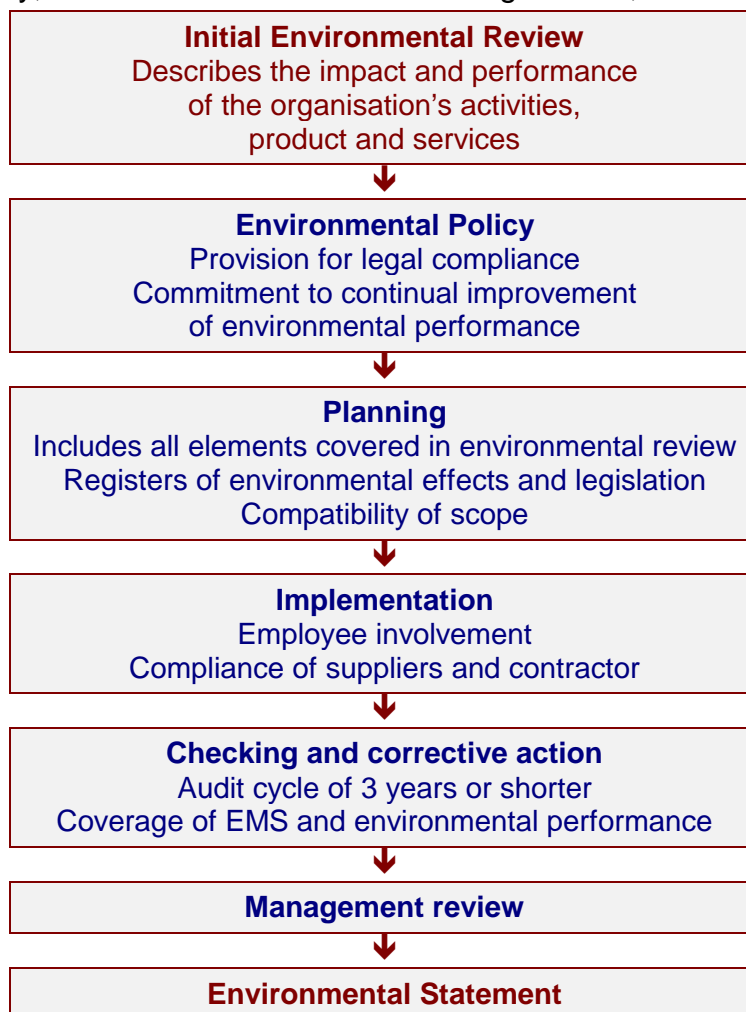 Initial Environmental Review
Describes the impact and performance
of the organisation's activities,
product and services
Environmental Policy
Provision for legal compliance
Commitment to continual improvement
of environmental performance
Planning
Includes all elements covered in environmental review
Registers of environmental effects and legislation
Compatibility of scope
Implementation
Employee involvement
Compliance of suppliers and contractor
Checking and corrective action
Audit cycle of 3 years or shorter
Coverage of EMS and environmental performance
Management review
Environmental Statement